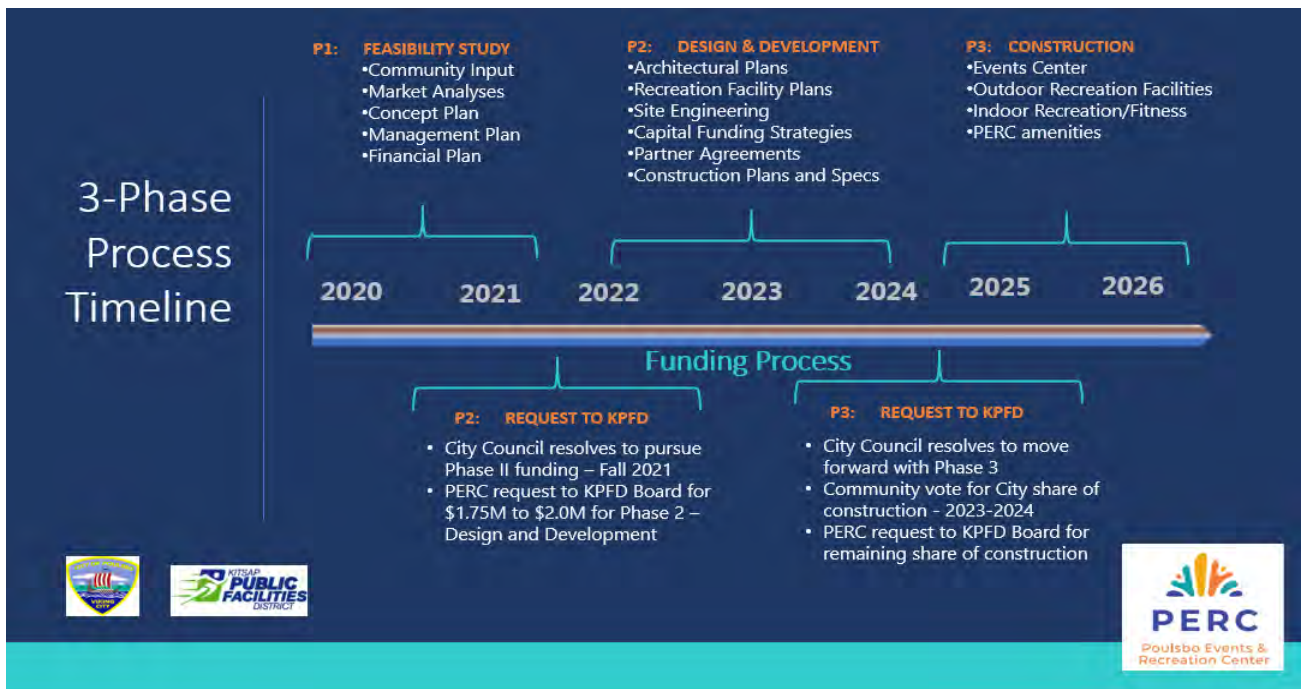 3-Phase
Process
Timeline
P1: FEASIBILITY STUDY
•Community Input
•Market Analyses
•Concept Plan
•Management Plan
•Financial Plan
P2: DESIGN & DEVELOPMENT
•Architectural Plans
•Recreation Facility Plans
•Site Engineering
•Capital Funding Strategies
•Partner Agreements
•Construction Plans and Specs
P3: CONSTRUCTION
•Events Center
•Outdoor Recreation Facilities
•Indoor Recreation/Fitness
•PERC amenities
2020 2021 2022 2023 2024 2025 2026
Funding Process
P2: REQUEST TO KPFD
• City Council resolves to pursue
Phase II funding – Fall 2021
• PERC request to KPFD Board for
$1.75M to $2.0M for Phase 2 –
Design and Development
P3: REQUEST TO KPFD
• City Council resolves to move
forward with Phase 3
• Community vote for City share of
construction - 2023-2024
• PERC request to KPFD Board for
remaining share of construction
VIKING
CITY
KITSAP
PUBLIC
FACILITIES
DISTRICT
PERC
Poulsbo Events &
Recreation Center